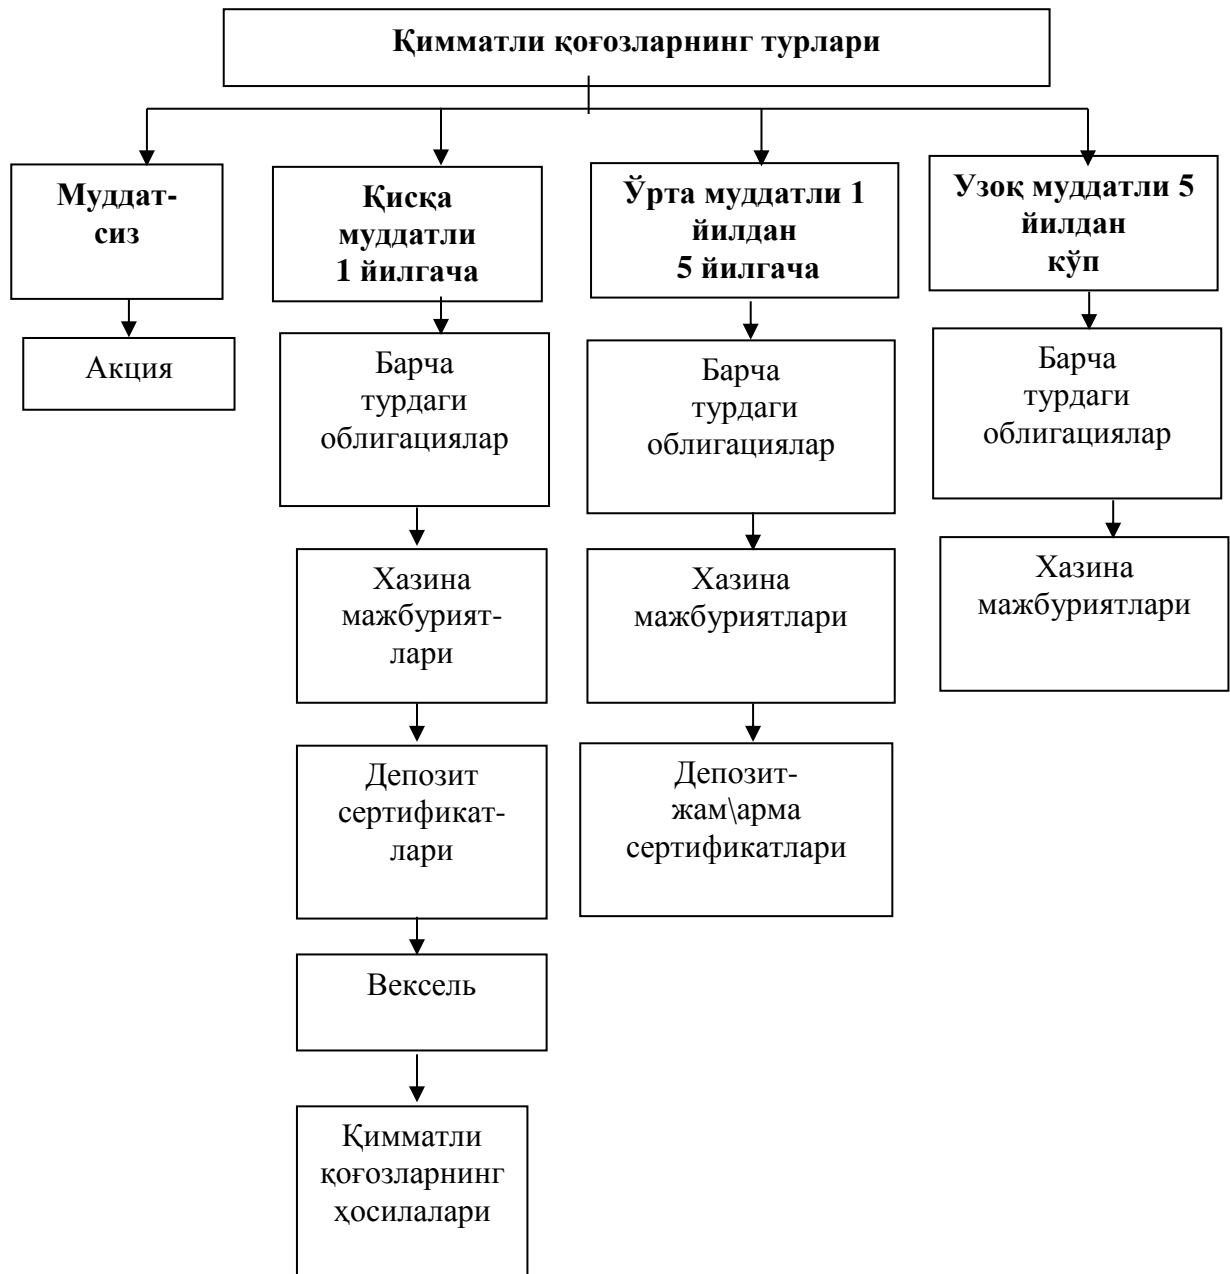 Қимматли қоғозларнинг турлари
Муддат-
сиз
Акция
Қисқа
муддатли
1 йилгача
Барча
турдаги
облигациялар
Хазина
мажбурият-
лари
Депозит
сертификат-
лари
Вексель
Қимматли
қоғозларнинг
ҳосилалари
Ўрта муддатли 1
йилдан
5 йилгача
Барча
турдаги
облигациялар
Хазина
мажбуриятлари
Депозит-
жам\арма
сертификатлари
Узоқ муддатли 5
йилдан
кўп
Барча
турдаги
облигациялар
Хазина
мажбуриятлари